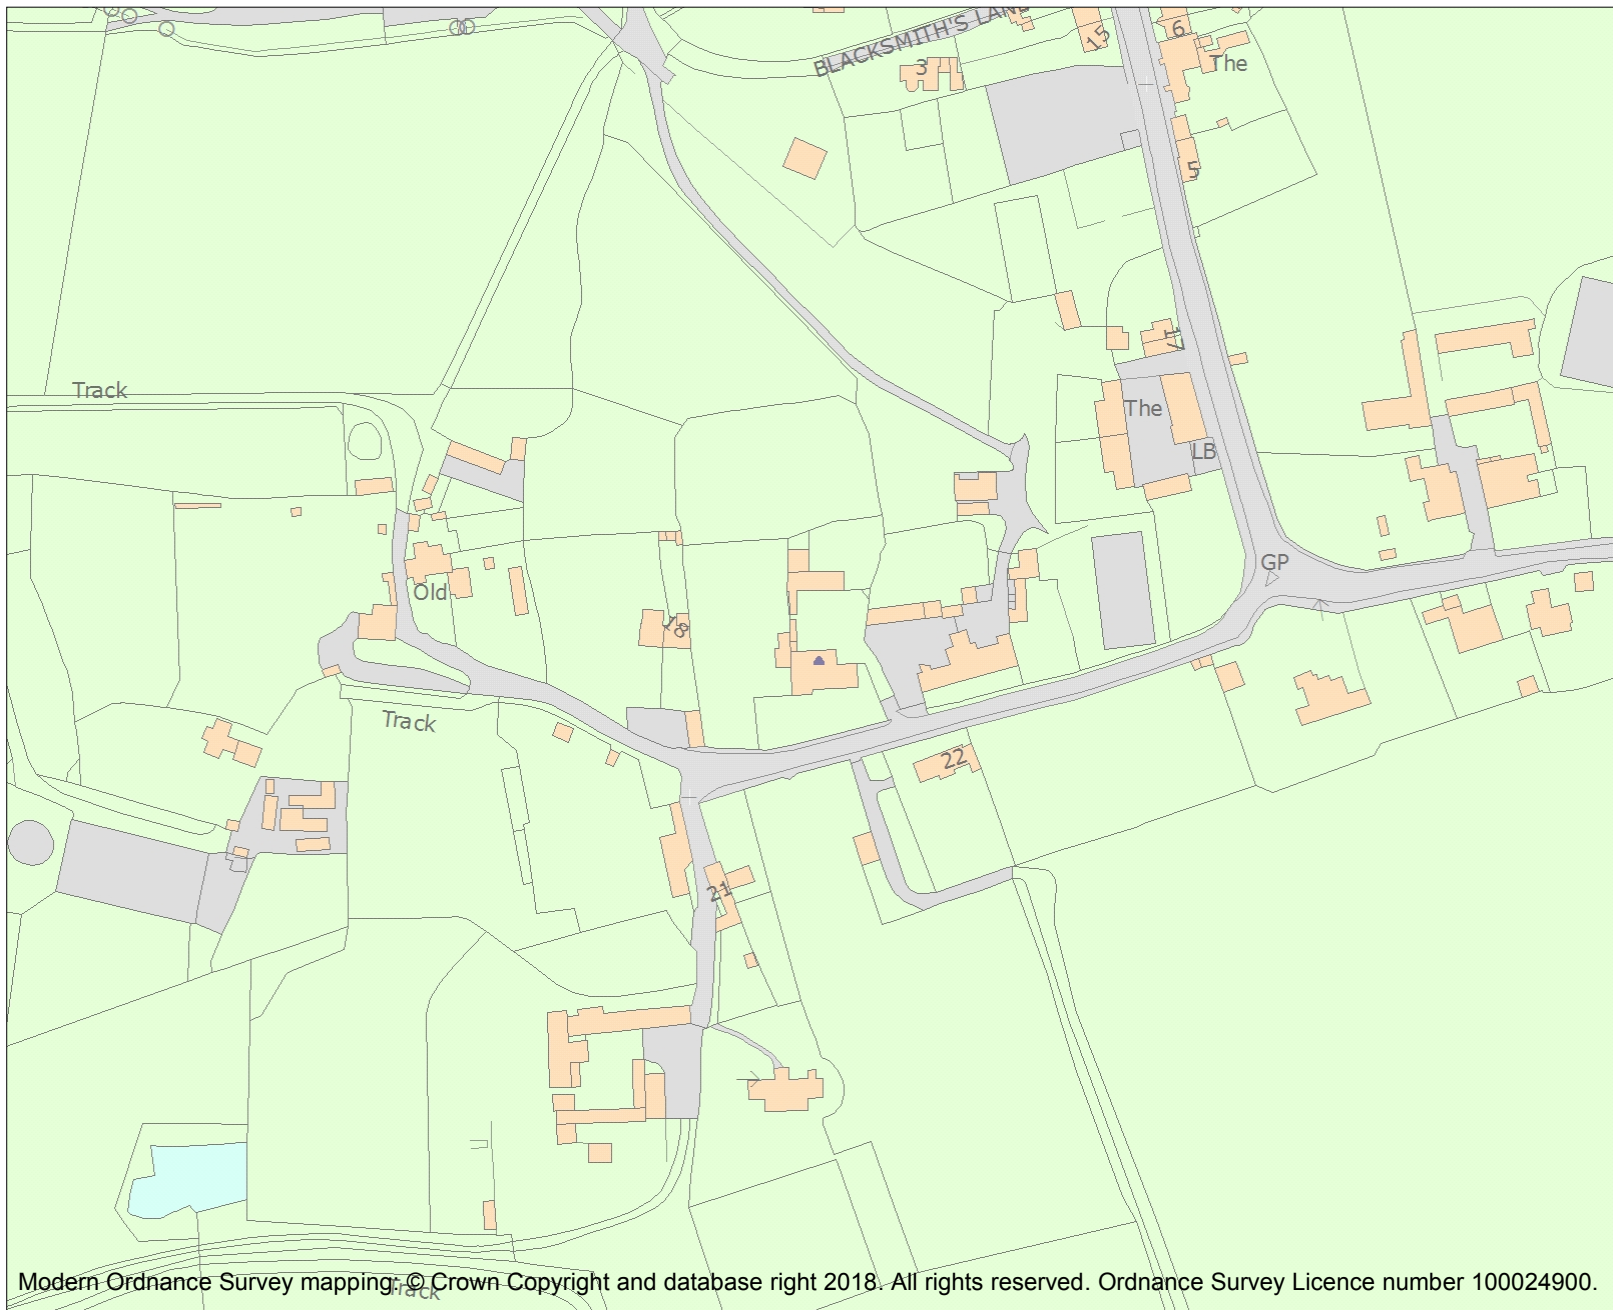 BLACKSMITH'S LANE
15
6
The
3
5
17
Track
The
LB
GP
Old
18
Track
22
21
Track
Modern Ordnance Survey mapping: © Crown Copyright and database right 2018. All rights reserved. Ordnance Survey Licence number 100024900.